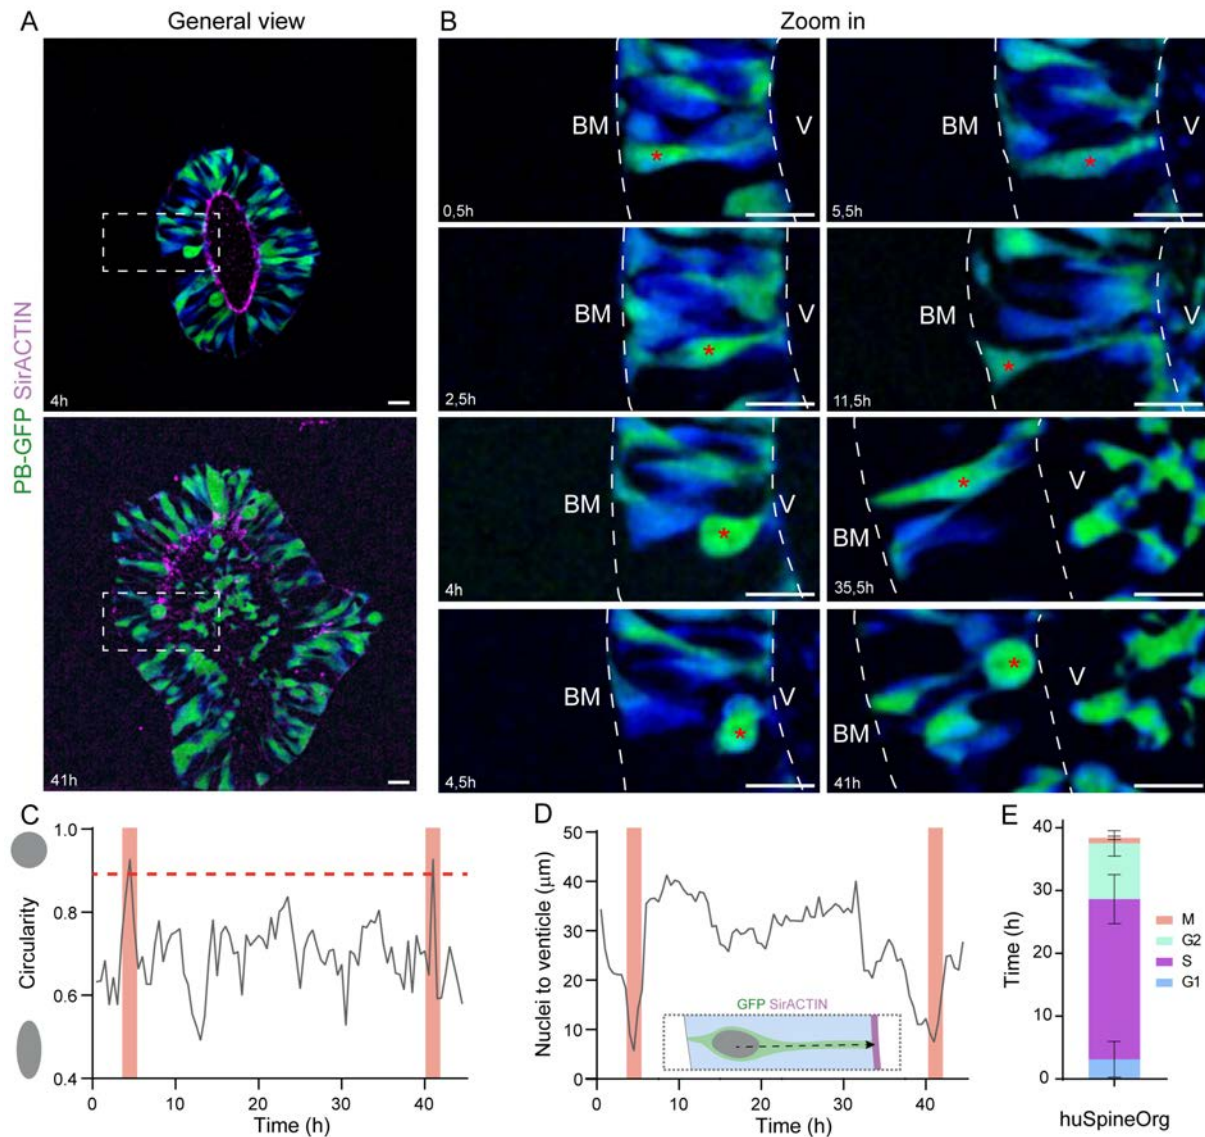 A
General view
B
Zoom in
PB-GFP SirACTIN
4h
41h
BM
V
0,5h
BM
V
5,5h
BM
V
2,5h
BM
V
11,5h
BM
V
4h
V
BM
35,5h
BM
V
4,5h
V
BM
41h
C
1.0
0.8
0.6
0.4
Circularity
0 10 20 30 40
Time (h)
D
50
40
30
20
10
0
Nuclei to ventricle (μm)
GFP SirACTIN
0 10 20 30 40
Time (h)
E
40
30
20
10
0
Time (h)
M
G2
S
G1
huSpineOrg